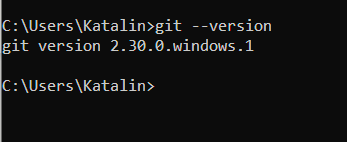 C:\Users\Katalin>git --version
git version 2.30.0.windows.1
C:\Users\Katalin>